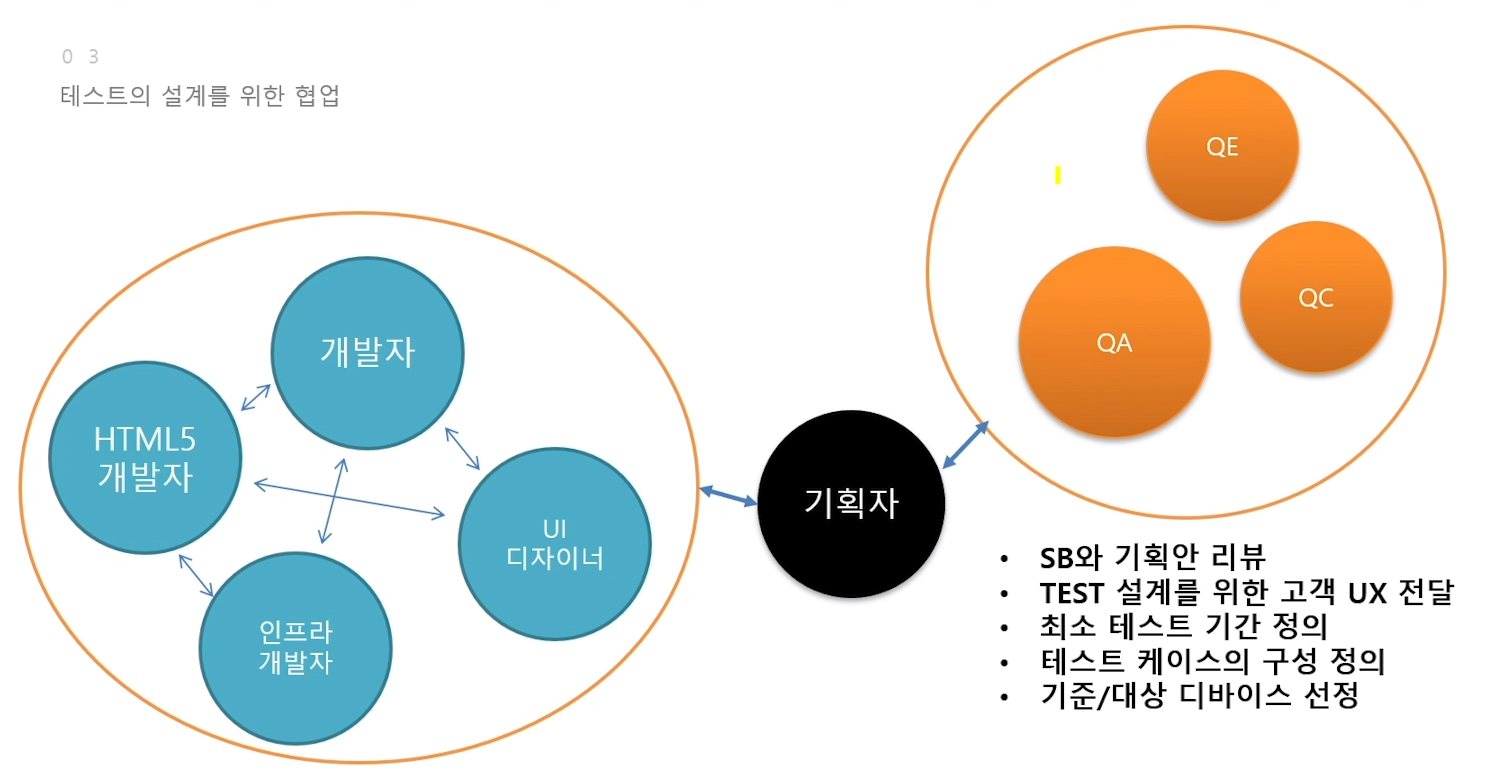 0 3
테스트의 설계를 위한 협업
QE
QC
QA
개발자
HTML5
개발자
UI
디자이너
인프라
개발자
기획자
• SB와 기획안 리뷰
• TEST 설계를 위한 고객 UX 전달
• 최소 테스트 기간 정의
• 테스트 케이스의 구성 정의
• 기준/대상 디바이스 선정